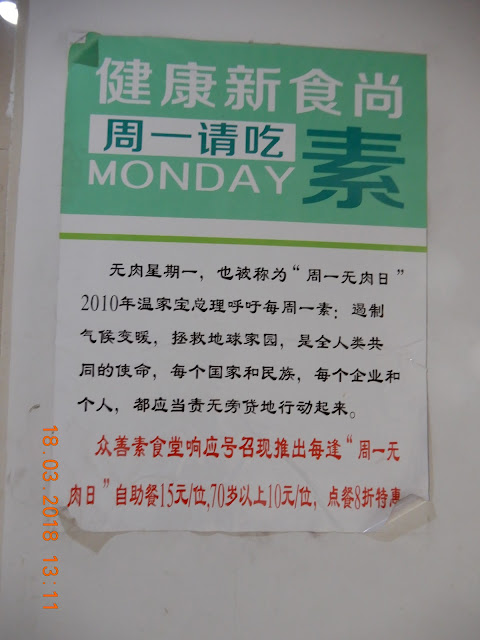 健康新食尚
周一请吃素
MONDAY
无肉星期一，也被称为“周一无肉日”
2010年温家宝总理呼吁每周一素：遏制
气候变暖，拯救地球家园，是全人类共
同的使命，每个国家和民族，每个企业和
个人，都应当责无旁贷地行动起来。
众善素食堂响应号召现推出每逢“周一无
肉日”自助餐15元/位,70岁以上10元/位，点餐8折特惠
18.03.2018 13:11